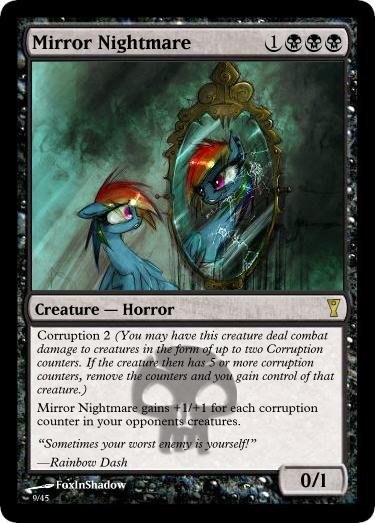 Mirror Nightmare 1
Creature — Horror
Corruption 2 (You may have this creature deal combat
damage to creatures in the form of up to two Corruption
counters. If the creature then has 5 or more corruption
counters, remove the counters and you gain control of that
creature.)
Mirror Nightmare gains +1/+1 for each corruption
counter in your opponents creatures.
“Sometimes your worst enemy is yourself!”
—Rainbow Dash
FoxInShadow
9/45
0/1